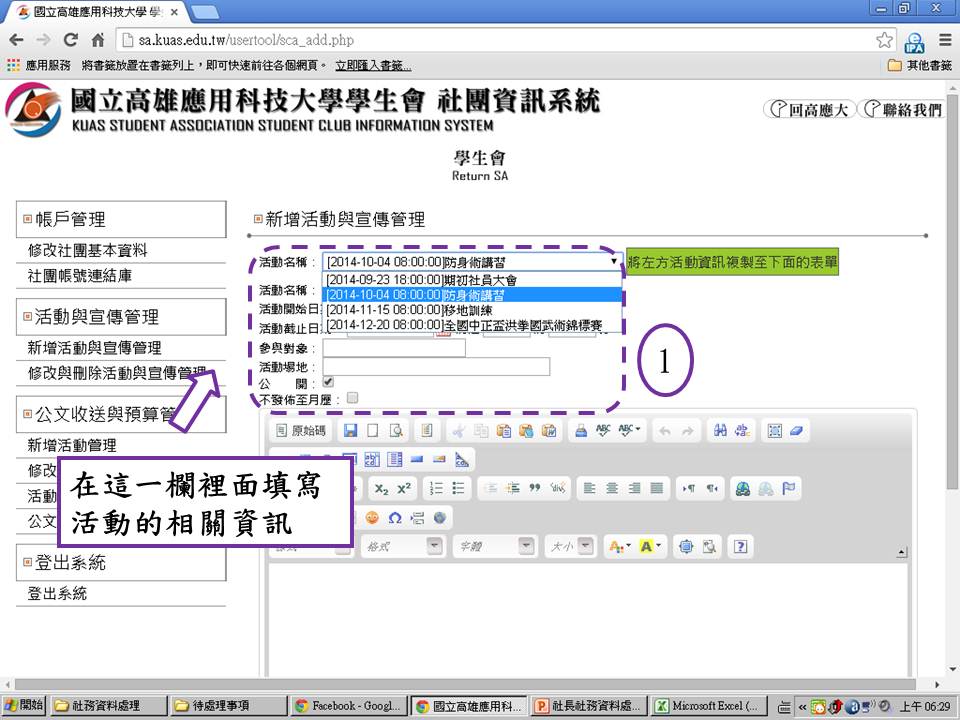 國立高雄應用科技大學 學
sa.kuas.edu.tw/usertool/sca_add.php
應用服務 將書籤放置在書籤列上，即可快速前往各個網頁。 立即匯入書籤... 其他書籤
國立高雄應用科技大學學生會 社團資訊系統
KUAS STUDENT ASSOCIATION STUDENT CLUB INFORMATION SYSTEM
回高應大 聯絡我們
學生會
Return SA
帳戶管理
修改社團基本資料
社團帳號連結庫
活動與宣傳管理
新增活動與宣傳管理
修改與刪除活動與宣傳管理
公文收送與預算管
新增活動管理
修改
活動
公文
登出系統
登出系統
新增活動與宣傳管理
活動名稱： [2014-10-04 08:00:00]防身術講習 將左方活動資訊複製至下面的表單
[2014-09-23 18:00:00]期初社員大會
[2014-10-04 08:00:00]防身術講習
[2014-11-15 08:00:00]移地訓練
[2014-12-20 08:00:00]全國中正盃洪拳國武術錦標賽
活動名稱：
活動開始日
活動截止日
參與對象：
活動場地：
公 開：
不發佈至月歷：
1
原始碼
格式 字體 大小
在這一欄裡面填寫
活動的相關資訊
開始 社務資料處理 待處理事項 Facebook - Googl... 國立高雄應用科... 社長社務資料處... Microsoft Excel (... 上午 06:29